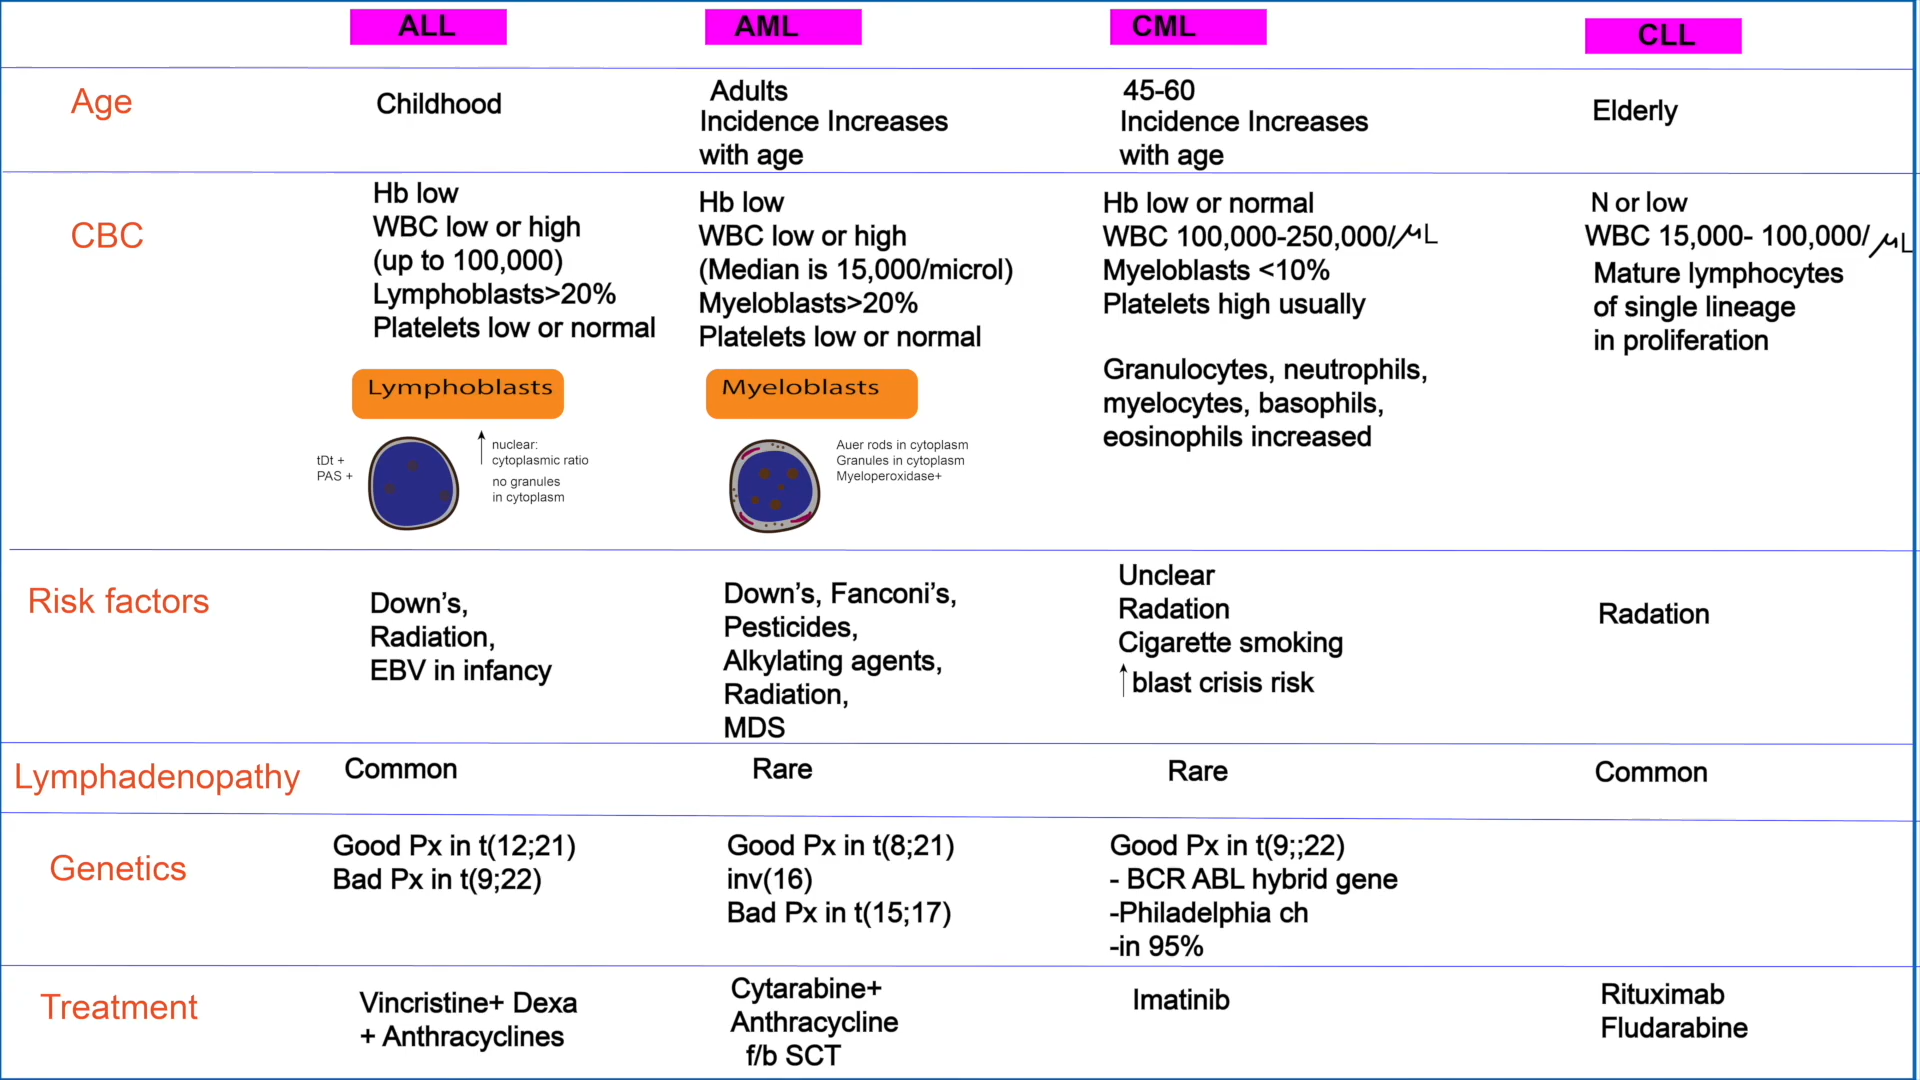 ALL
AML
CML
CLL
Age
Childhood
Adults
Incidence Increases
with age
45-60
Incidence Increases
with age
Elderly
CBC
Hb low
WBC low or high
(up to 100,000)
Lymphoblasts>20%
Platelets low or normal
Lymphoblasts
tDt +
PAS +
nuclear:
cytoplasmic ratio
no granules
in cytoplasm
Hb low
WBC low or high
(Median is 15,000/microl)
Myeloblasts>20%
Platelets low or normal
Myeloblasts
Auer rods in cytoplasm
Granules in cytoplasm
Myeloperoxidase+
Hb low or normal
WBC 100,000-250,000/μL
Myeloblasts <10%
Platelets high usually
Granulocytes, neutrophils,
myelocytes, basophils,
eosinophils increased
N or low
WBC 15,000- 100,000/μL
Mature lymphocytes
of single lineage
in proliferation
Risk factors
Down’s,
Radiation,
EBV in infancy
Down’s, Fanconi’s,
Pesticides,
Alkylating agents,
Radiation,
MDS
Unclear
Radation
Cigarette smoking
↑blast crisis risk
Radation
Lymphadenopathy
Common
Rare
Rare
Common
Genetics
Good Px in t(12;21)
Bad Px in t(9;22)
Good Px in t(8;21)
inv(16)
Bad Px in t(15;17)
Good Px in t(9;;22)
- BCR ABL hybrid gene
-Philadelphia ch
-in 95%
Treatment
Vincristine+ Dexa
+ Anthracyclines
Cytarabine+
Anthracycline
f/b SCT
Imatinib
Rituximab
Fludarabine